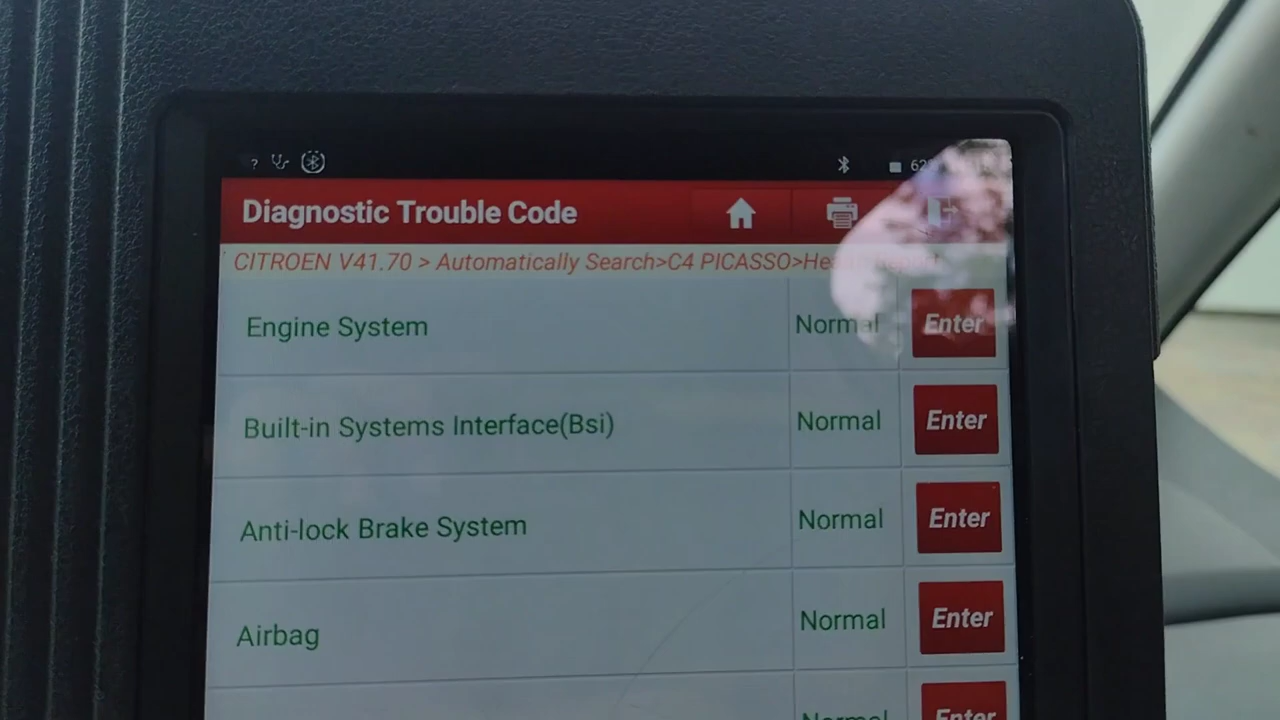 ?
Diagnostic Trouble Code
CITROEN V41.70 > Automatically Search>C4 PICASSO>
Engine System Normal Enter
Built-in Systems Interface(Bsi) Normal Enter
Anti-lock Brake System Normal Enter
Airbag Normal Enter
Normal Enter